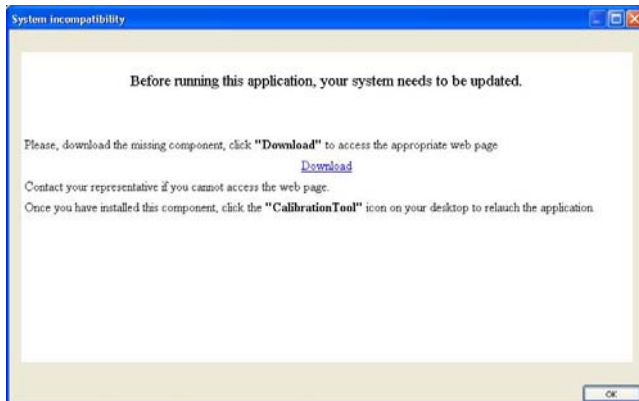 System incompatibility
Before running this application, your system needs to be updated.
Please, download the missing component, click "Download" to access the appropriate web page
Download
Contact your representative if you cannot access the web page.
Once you have installed this component, click the "CalibrationTool" icon on your desktop to relauch the application.
OK